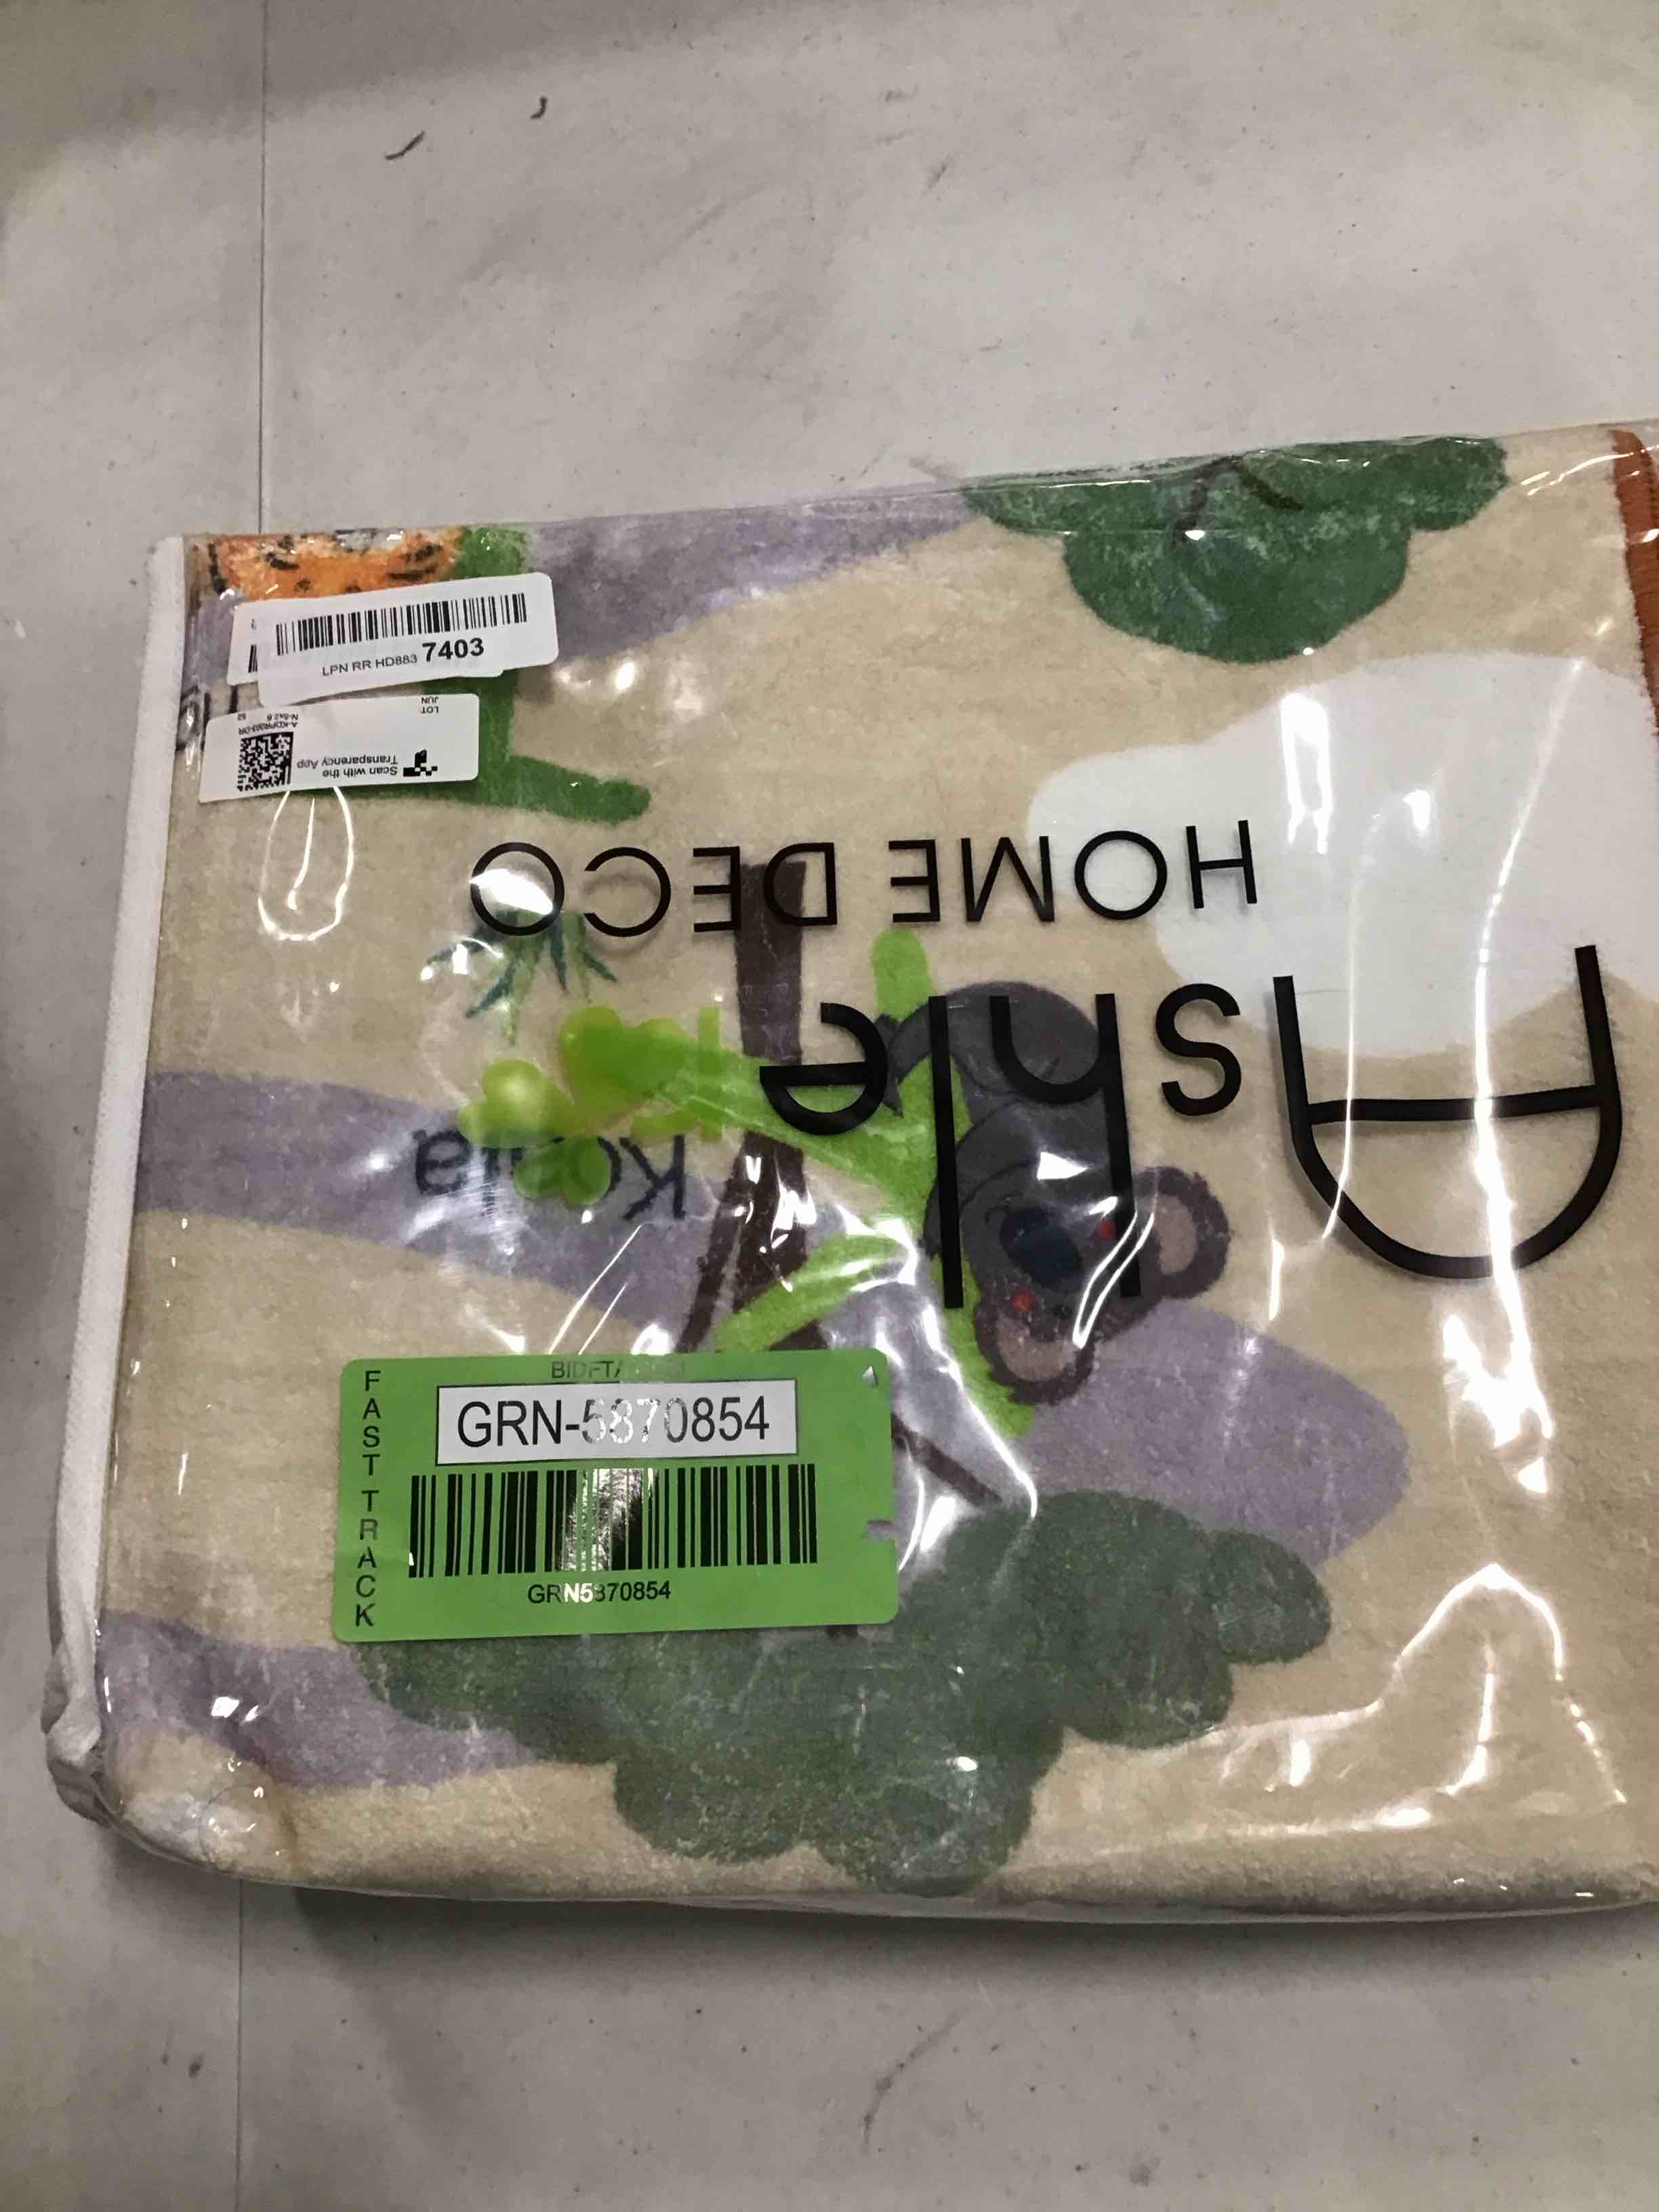 LPN RR HD883 7403
Scan with the
Transparency App
LOT
JUN
HOME DECO
Ashle
Koala
FAST TRACK
GRN-5870854
GRN5870854